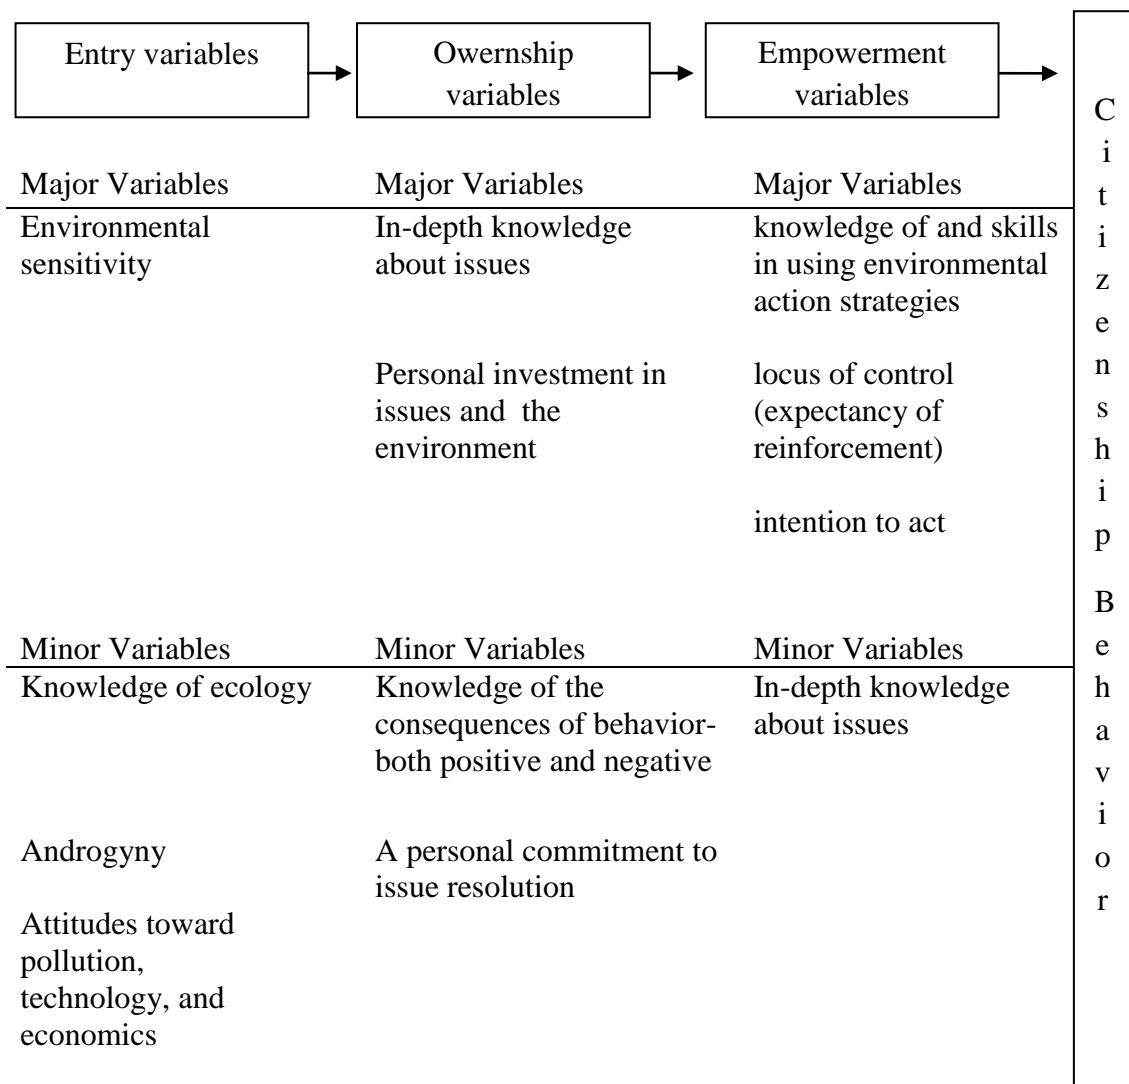 Entry variables
Owernship
variables
Empowerment
variables
Major Variables
Environmental
sensitivity
Major Variables
In-depth knowledge
about issues
Personal investment in
issues and the
environment
Major Variables
knowledge of and skills
in using environmental
action strategies
locus of control
(expectancy of
reinforcement)
intention to act
Minor Variables
Knowledge of ecology
Androgyny
Attitudes toward
pollution,
technology, and
economics
Minor Variables
Knowledge of the
consequences of behavior-
both positive and negative
A personal commitment to
issue resolution
Minor Variables
In-depth knowledge
about issues
Citizenship Behavior